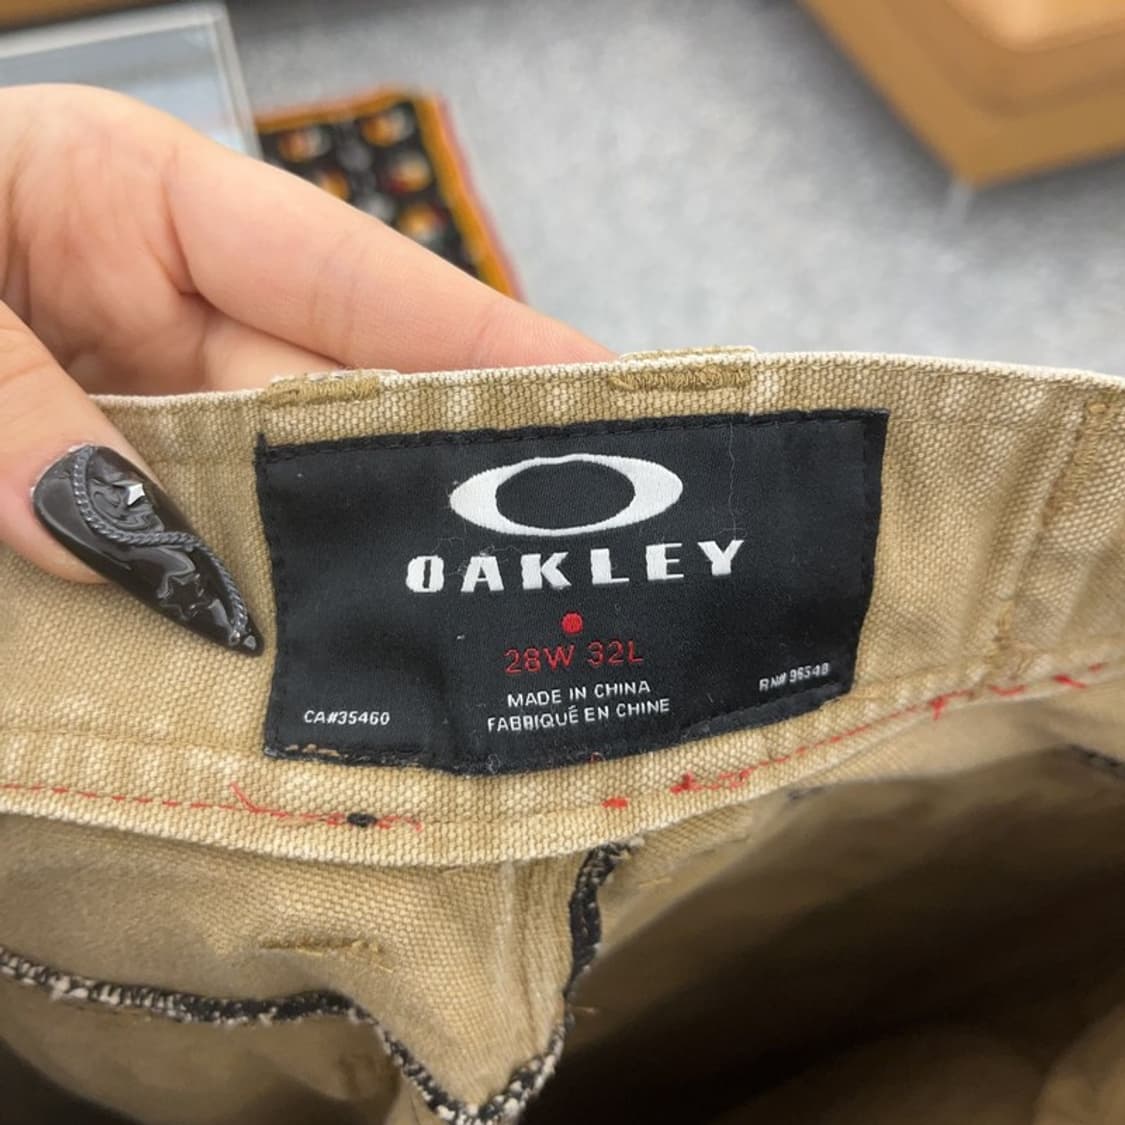 OAKLEY
28W 32L
MADE IN CHINA
FABRIQUÉ EN CHINE
CA#35460
RN# 96548